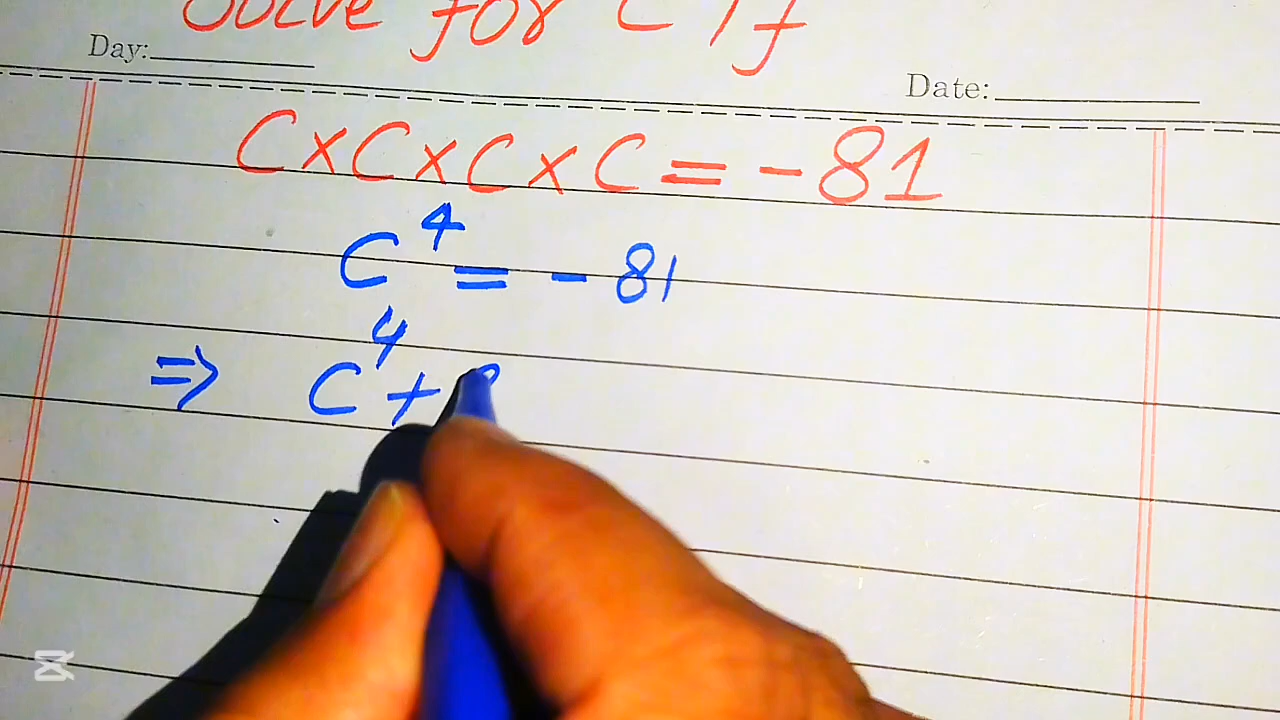 Solve for C If
Day:
Date:
C×C×C×C=-81
C⁴ = - 81
⇒ C⁴+